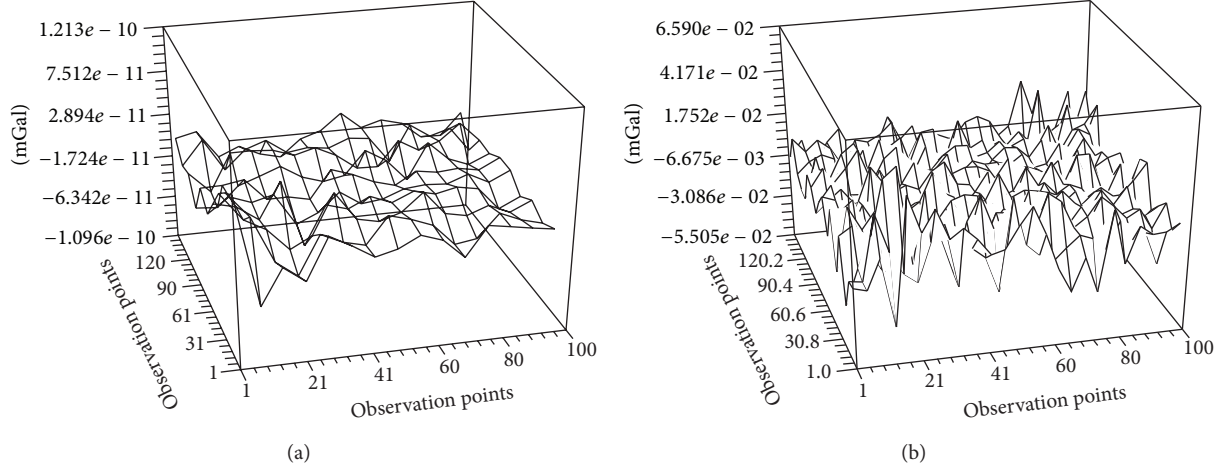 1.213e − 10
7.512e − 11
2.894e − 11
−1.724e − 11
−6.342e − 11
−1.096e − 10
(mGal)
120
90
61
31
1
Observation points
1
21
41
60
80
100
Observation points
(a)
6.590e − 02
4.171e − 02
1.752e − 02
−6.675e − 03
−3.086e − 02
−5.505e − 02
(mGal)
120.2
90.4
60.6
30.8
1.0
Observation points
1
21
41
60
80
100
Observation points
(b)